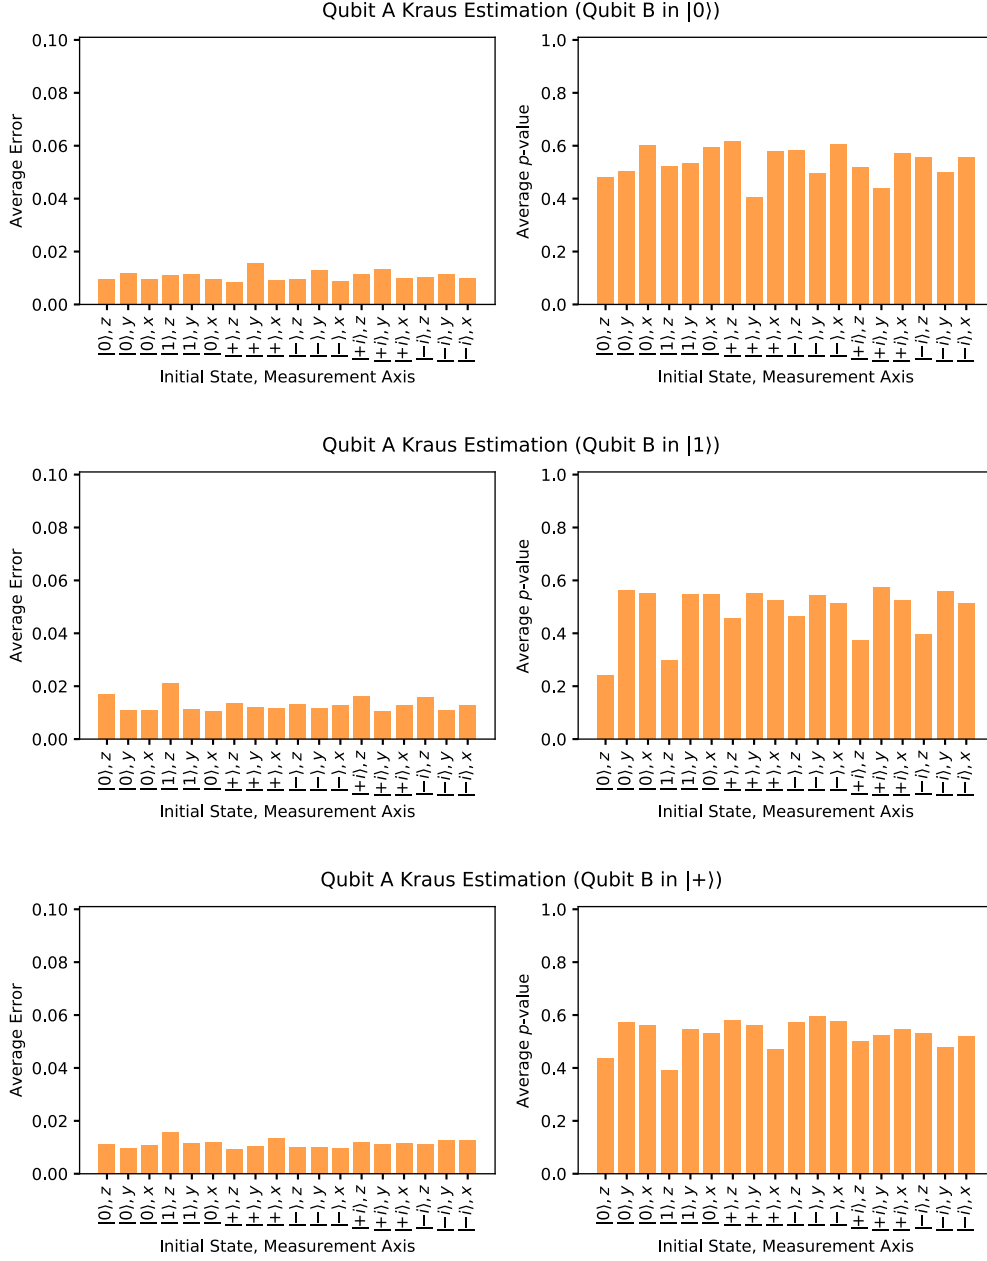 Qubit A Kraus Estimation (Qubit B in |0⟩)
Average Error
0.10
0.08
0.06
0.04
0.02
0.00
|0⟩, z
|0⟩, y
|0⟩, x
|1⟩, z
|1⟩, y
|0⟩, x
|+⟩, z
|+⟩, y
|+⟩, x
|−⟩, z
|−⟩, y
|−⟩, x
|+i⟩, z
|+i⟩, y
|+i⟩, x
|−i⟩, z
|−i⟩, y
|−i⟩, x
Initial State, Measurement Axis
Average p-value
1.0
0.8
0.6
0.4
0.2
0.0
|0⟩, z
|0⟩, y
|0⟩, x
|1⟩, z
|1⟩, y
|0⟩, x
|+⟩, z
|+⟩, y
|+⟩, x
|−⟩, z
|−⟩, y
|−⟩, x
|+i⟩, z
|+i⟩, y
|+i⟩, x
|−i⟩, z
|−i⟩, y
|−i⟩, x
Initial State, Measurement Axis
Qubit A Kraus Estimation (Qubit B in |1⟩)
Average Error
0.10
0.08
0.06
0.04
0.02
0.00
|0⟩, z
|0⟩, y
|0⟩, x
|1⟩, z
|1⟩, y
|0⟩, x
|+⟩, z
|+⟩, y
|+⟩, x
|−⟩, z
|−⟩, y
|−⟩, x
|+i⟩, z
|+i⟩, y
|+i⟩, x
|−i⟩, z
|−i⟩, y
|−i⟩, x
Initial State, Measurement Axis
Average p-value
1.0
0.8
0.6
0.4
0.2
0.0
|0⟩, z
|0⟩, y
|0⟩, x
|1⟩, z
|1⟩, y
|0⟩, x
|+⟩, z
|+⟩, y
|+⟩, x
|−⟩, z
|−⟩, y
|−⟩, x
|+i⟩, z
|+i⟩, y
|+i⟩, x
|−i⟩, z
|−i⟩, y
|−i⟩, x
Initial State, Measurement Axis
Qubit A Kraus Estimation (Qubit B in |+⟩)
Average Error
0.10
0.08
0.06
0.04
0.02
0.00
|0⟩, z
|0⟩, y
|0⟩, x
|1⟩, z
|1⟩, y
|0⟩, x
|+⟩, z
|+⟩, y
|+⟩, x
|−⟩, z
|−⟩, y
|−⟩, x
|+i⟩, z
|+i⟩, y
|+i⟩, x
|−i⟩, z
|−i⟩, y
|−i⟩, x
Initial State, Measurement Axis
Average p-value
1.0
0.8
0.6
0.4
0.2
0.0
|0⟩, z
|0⟩, y
|0⟩, x
|1⟩, z
|1⟩, y
|0⟩, x
|+⟩, z
|+⟩, y
|+⟩, x
|−⟩, z
|−⟩, y
|−⟩, x
|+i⟩, z
|+i⟩, y
|+i⟩, x
|−i⟩, z
|−i⟩, y
|−i⟩, x
Initial State, Measurement Axis